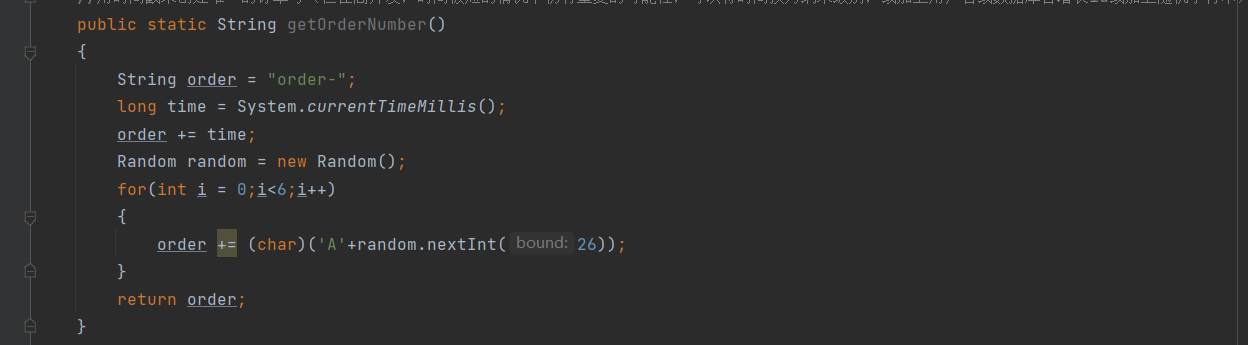 public static String getOrderNumber()
{
String order = "order-";
long time = System.currentTimeMillis();
order += time;
Random random = new Random();
for(int i = 0;i<6;i++)
{
order += (char)('A'+random.nextInt( bound: 26));
}
return order;
}